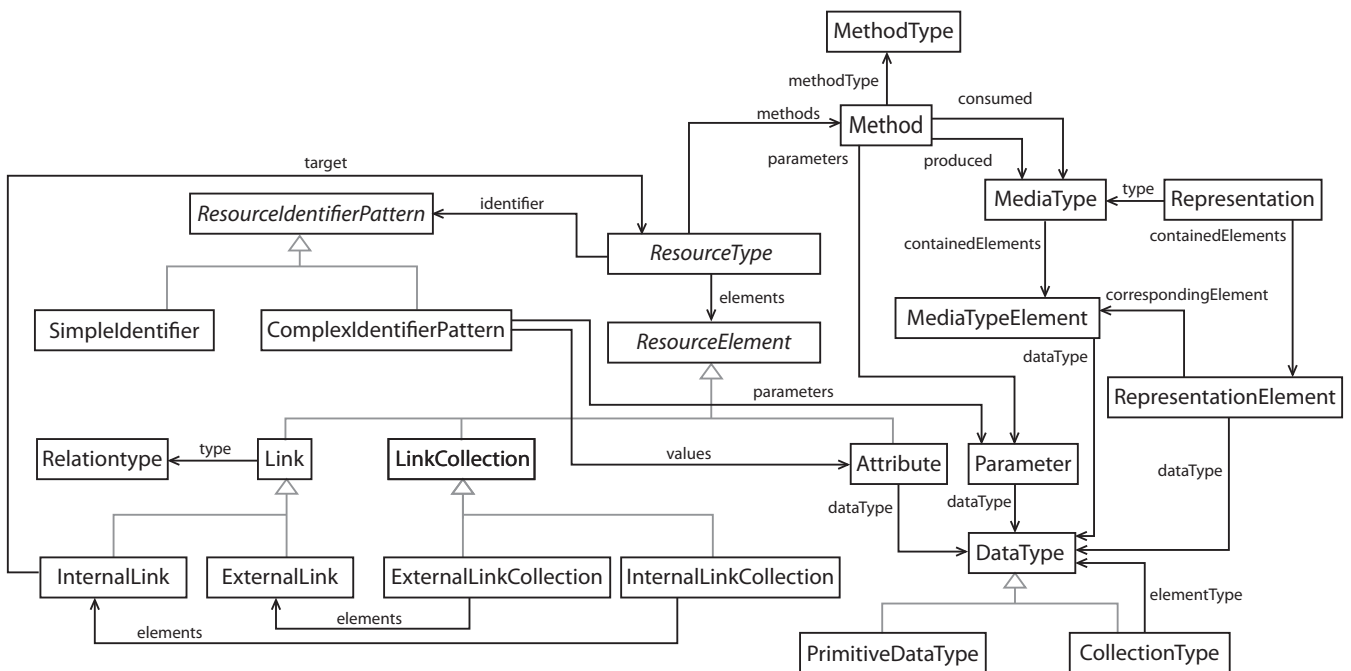 MethodType
methodType
consumed
methods
Method
parameters
produced
target
ResourceIdentifierPattern
identifier
MediaType
type
Representation
ResourceType
containedElements
containedElements
elements
correspondingElement
SimpleIdentifier
ComplexIdentifierPattern
ResourceElement
MediaTypeElement
dataType
parameters
RepresentationElement
Relationtype
type
Link
LinkCollection
values
Attribute
Parameter
dataType
dataType
dataType
InternalLink
ExternalLink
ExternalLinkCollection
InternalLinkCollection
DataType
elements
elements
elementType
PrimitiveDataType
CollectionType